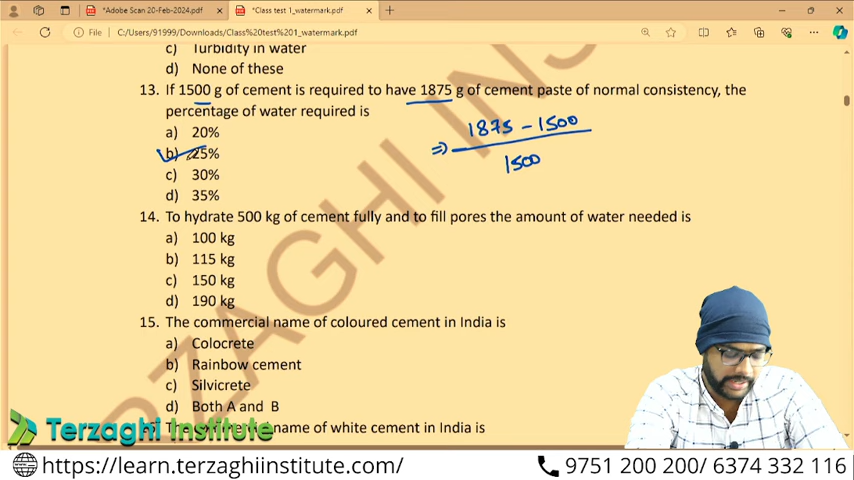 *Adobe Scan 20-Feb-2024.pdf
*Class test 1_watermark.pdf
File
C:/Users/91999/Downloads/Class%20test%201_watermark.pdf
c) Turbidity in water
d) None of these
13. If 1500 g of cement is required to have 1875 g of cement paste of normal consistency, the
percentage of water required is
a) 20%
b) 25%
c) 30%
d) 35%
⇒ 1875 - 1500
1500
14. To hydrate 500 kg of cement fully and to fill pores the amount of water needed is
a) 100 kg
b) 115 kg
c) 150 kg
d) 190 kg
15. The commercial name of coloured cement in India is
a) Colocrete
b) Rainbow cement
c) Silvicrete
d) Both A and B
name of white cement in India is
RZAGHI INS
Terzaghi Institute
https://learn.terzaghiinstitute.com/
9751 200 200/ 6374 332 116